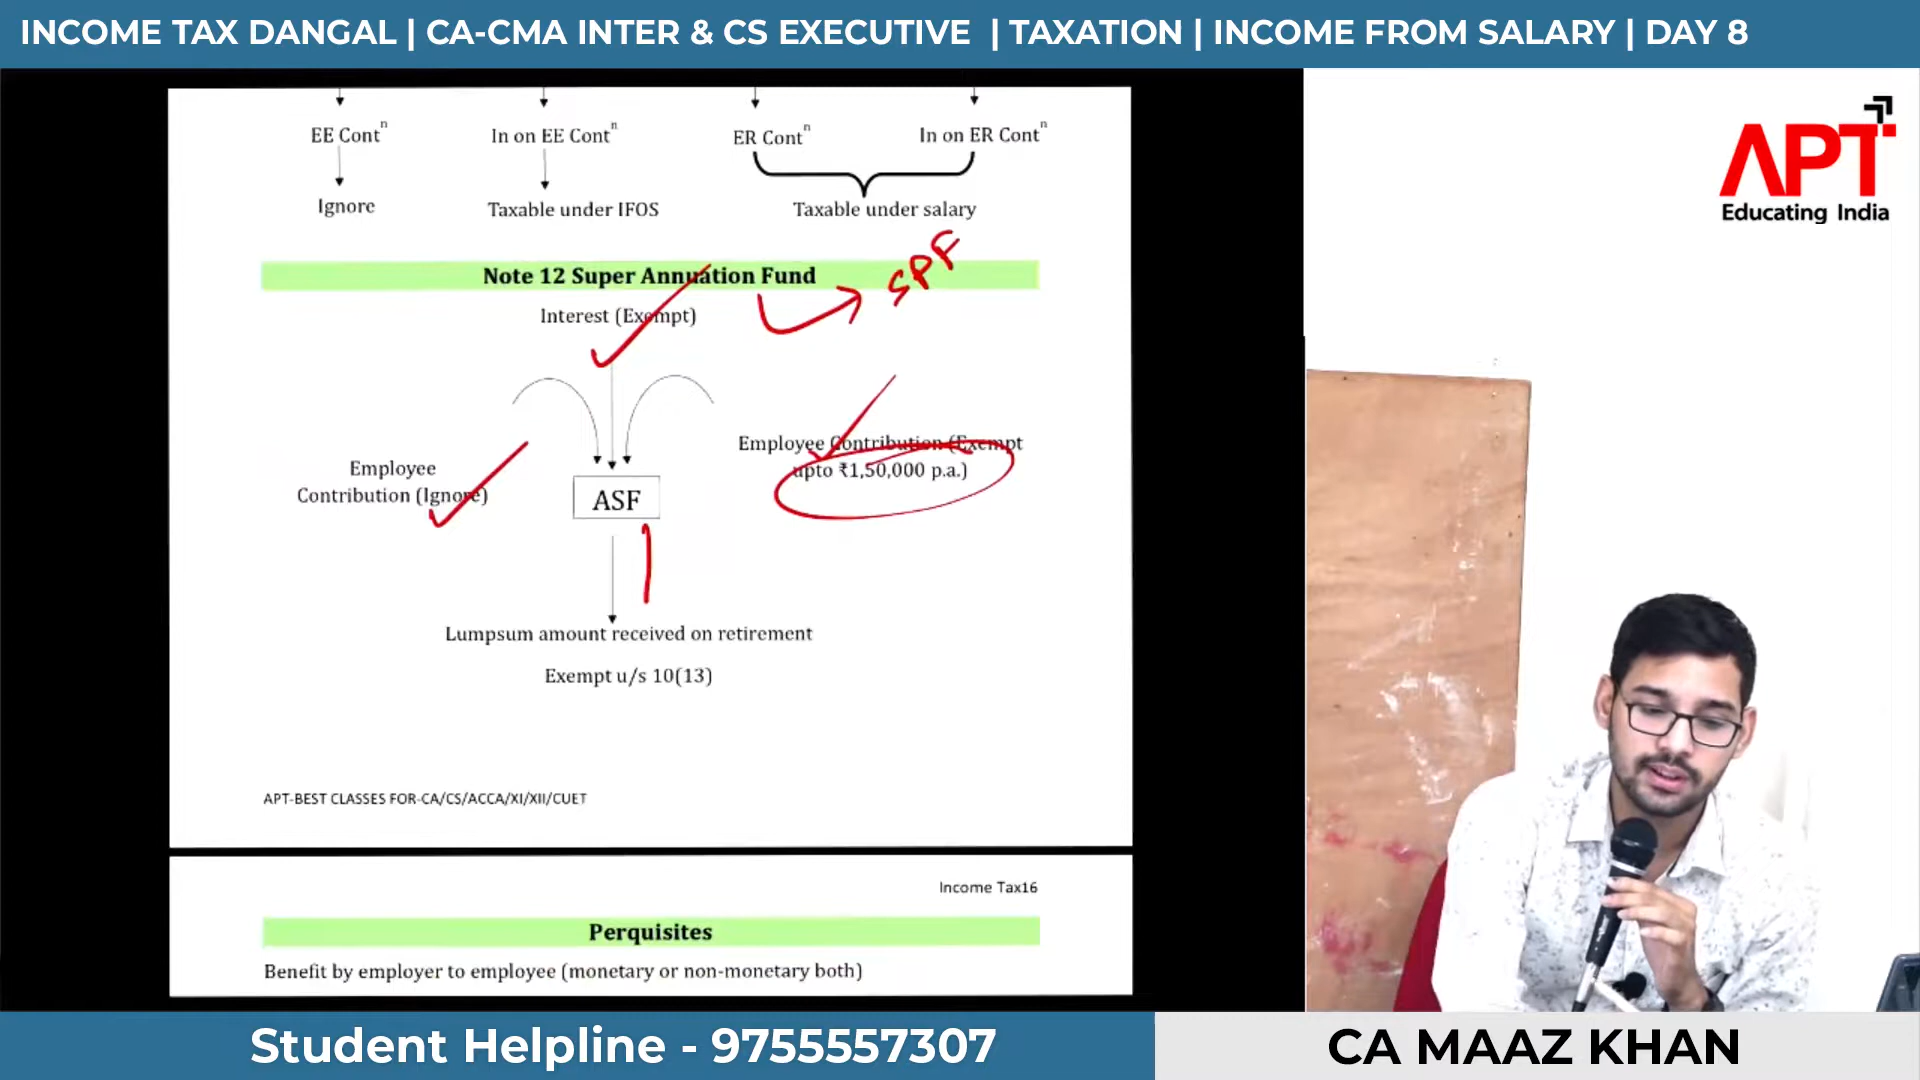 INCOME TAX DANGAL | CA-CMA INTER & CS EXECUTIVE | TAXATION | INCOME FROM SALARY | DAY 8
APT
Educating India
EE Contⁿ
In on EE Contⁿ
ER Contⁿ
In on ER Contⁿ
Ignore
Taxable under IFOS
Taxable under salary
SPF
Note 12 Super Annuation Fund
Interest (Exempt)
Employee Contribution (Exempt
upto ₹1,50,000 p.a.)
Employee
Contribution (Ignore)
ASF
Lumpsum amount received on retirement
Exempt u/s 10(13)
APT-BEST CLASSES FOR-CA/CS/ACCA/XI/XII/CUET
Income Tax16
Perquisites
Benefit by employer to employee (monetary or non-monetary both)
Student Helpline - 9755557307
CA MAAZ KHAN